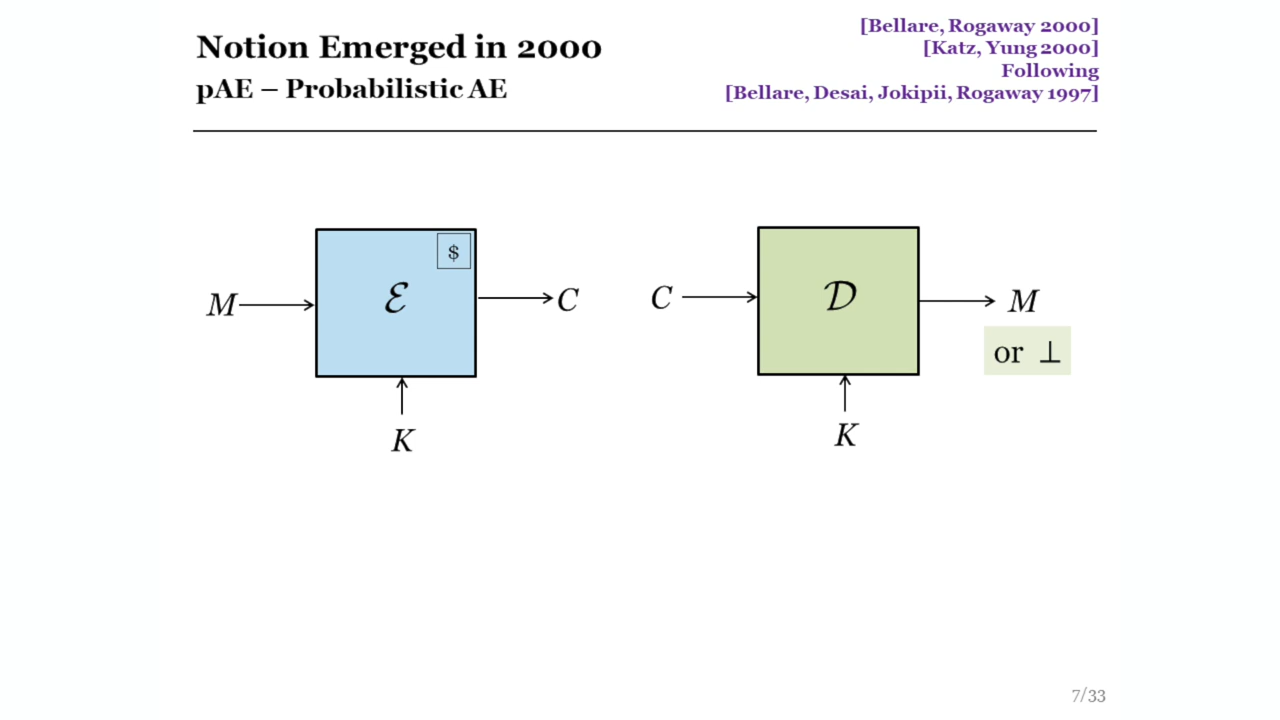 Notion Emerged in 2000
pAE – Probabilistic AE
[Bellare, Rogaway 2000]
[Katz, Yung 2000]
Following
[Bellare, Desai, Jokipii, Rogaway 1997]
$
M
ℰ
C
K
C
𝒟
M
or ⊥
K
7/33